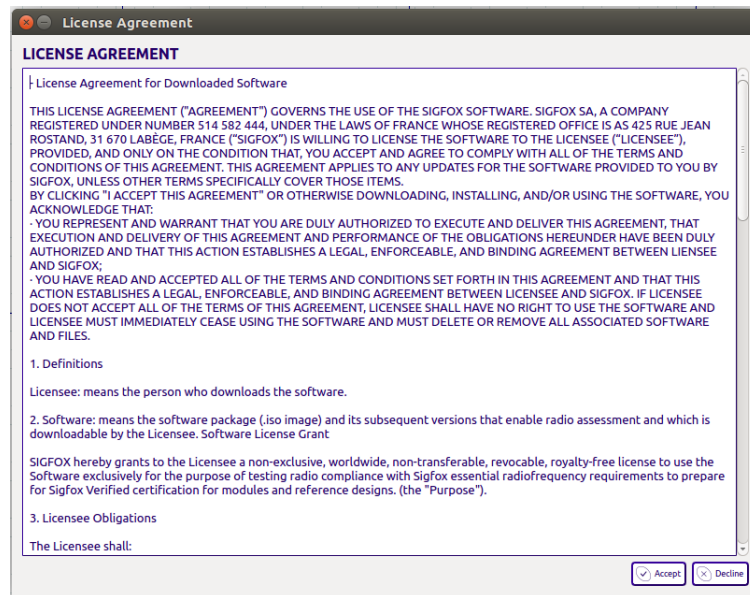 License Agreement
LICENSE AGREEMENT
- License Agreement for Downloaded Software
THIS LICENSE AGREEMENT ("AGREEMENT") GOVERNS THE USE OF THE SIGFOX SOFTWARE. SIGFOX SA, A COMPANY
REGISTERED UNDER NUMBER 514 582 444, UNDER THE LAWS OF FRANCE WHOSE REGISTERED OFFICE IS AS 425 RUE JEAN
ROSTAND, 31 670 LABÈGE, FRANCE (“SIGFOX”) IS WILLING TO LICENSE THE SOFTWARE TO THE LICENSEE (“LICENSEE”),
PROVIDED, AND ONLY ON THE CONDITION THAT, YOU ACCEPT AND AGREE TO COMPLY WITH ALL OF THE TERMS AND
CONDITIONS OF THIS AGREEMENT. THIS AGREEMENT APPLIES TO ANY UPDATES FOR THE SOFTWARE PROVIDED TO YOU BY
SIGFOX, UNLESS OTHER TERMS SPECIFICALLY COVER THOSE ITEMS.
BY CLICKING "I ACCEPT THIS AGREEMENT" OR OTHERWISE DOWNLOADING, INSTALLING, AND/OR USING THE SOFTWARE, YOU
ACKNOWLEDGE THAT:
· YOU REPRESENT AND WARRANT THAT YOU ARE DULY AUTHORIZED TO EXECUTE AND DELIVER THIS AGREEMENT, THAT
EXECUTION AND DELIVERY OF THIS AGREEMENT AND PERFORMANCE OF THE OBLIGATIONS HEREUNDER HAVE BEEN DULY
AUTHORIZED AND THAT THIS ACTION ESTABLISHES A LEGAL, ENFORCEABLE, AND BINDING AGREEMENT BETWEEN LIENSEE
AND SIGFOX;
· YOU HAVE READ AND ACCEPTED ALL OF THE TERMS AND CONDITIONS SET FORTH IN THIS AGREEMENT AND THAT THIS
ACTION ESTABLISHES A LEGAL, ENFORCEABLE, AND BINDING AGREEMENT BETWEEN LICENSEE AND SIGFOX. IF LICENSEE
DOES NOT ACCEPT ALL OF THE TERMS OF THIS AGREEMENT, LICENSEE SHALL HAVE NO RIGHT TO USE THE SOFTWARE AND
LICENSEE MUST IMMEDIATELY CEASE USING THE SOFTWARE AND MUST DELETE OR REMOVE ALL ASSOCIATED SOFTWARE
AND FILES.
1. Definitions
Licensee: means the person who downloads the software.
2. Software: means the software package (.iso image) and its subsequent versions that enable radio assessment and which is
downloadable by the Licensee. Software License Grant
SIGFOX hereby grants to the Licensee a non-exclusive, worldwide, non-transferable, revocable, royalty-free license to use the
Software exclusively for the purpose of testing radio compliance with Sigfox essential radiofrequency requirements to prepare
for Sigfox Verified certification for modules and reference designs. (the "Purpose").
3. Licensee Obligations
The Licensee shall:
Accept Decline